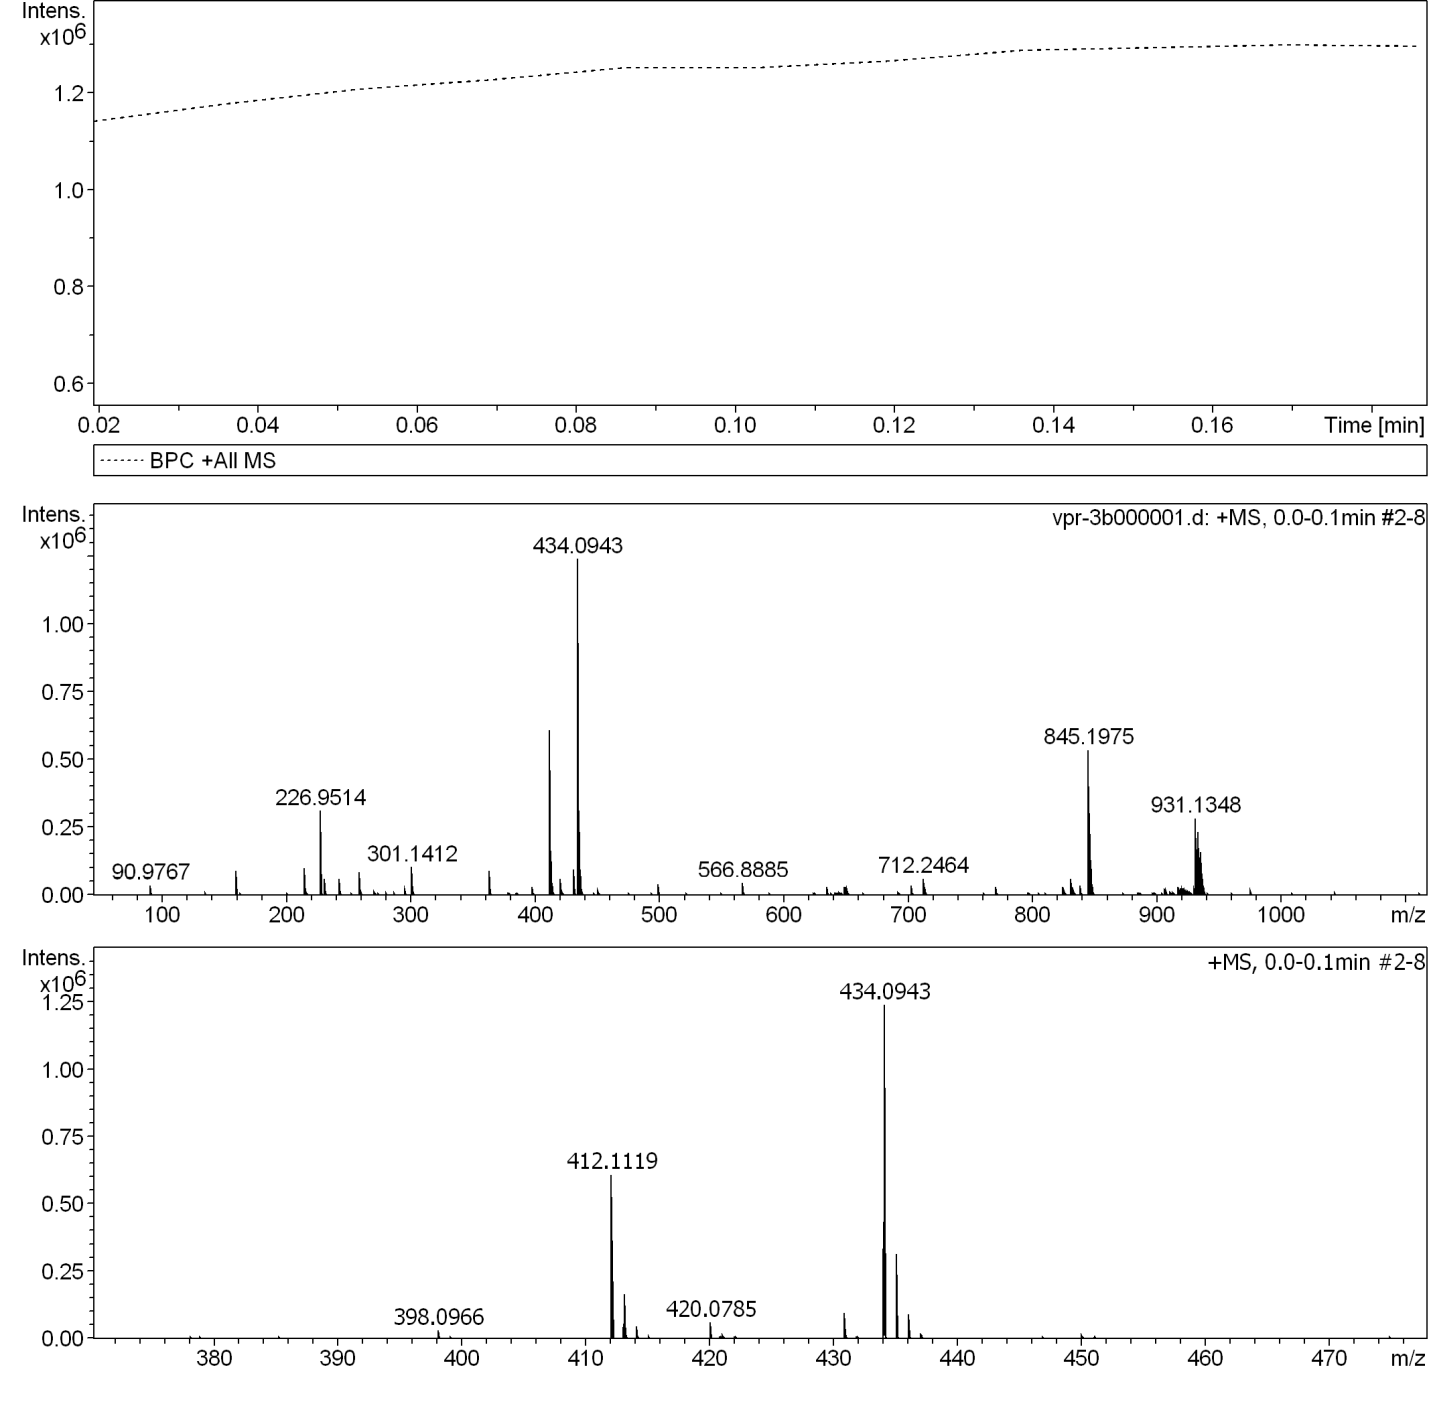 Intens.
x10^6
1.2
1.0
0.8
0.6
0.02 0.04 0.06 0.08 0.10 0.12 0.14 0.16 Time [min]
BPC +All MS
Intens.
x10^6
vpr-3b000001.d: +MS, 0.0-0.1min #2-8
434.0943
1.00
0.75
845.1975
0.50
226.9514
931.1348
0.25
301.1412
90.9767
566.8885
712.2464
0.00
100 200 300 400 500 600 700 800 900 1000 m/z
Intens.
x10^6
+MS, 0.0-0.1min #2-8
434.0943
1.25
1.00
0.75
412.1119
0.50
0.25
398.0966
420.0785
0.00
380 390 400 410 420 430 440 450 460 470 m/z